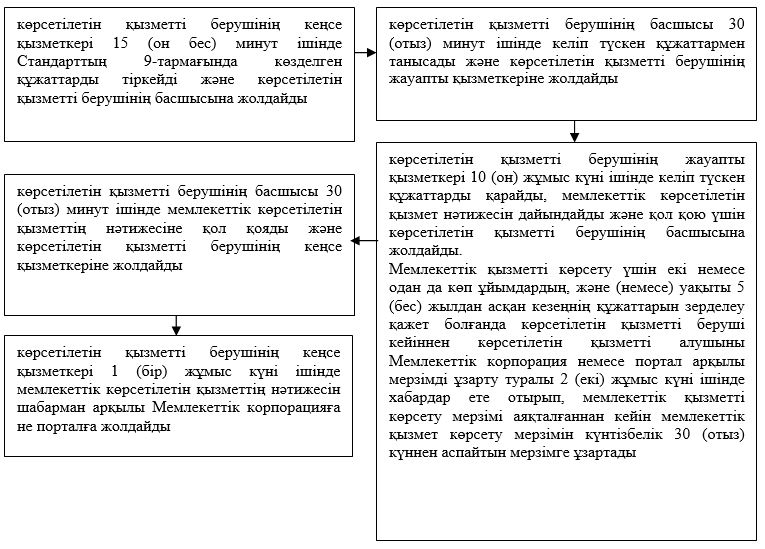 көрсетілетін қызметті берушінің кеңсе
қызметкері 15 (он бес) минут ішінде
Стандарттың 9-тармағында көзделген
құжаттарды тіркейді және көрсетілетін
қызметті берушінің басшысына жолдайды
көрсетілетін қызметті берушінің басшысы 30
(отыз) минут ішінде келіп түскен құжаттармен
танысады және көрсетілетін қызметті берушінің
жауапты қызметкеріне жолдайды
көрсетілетін қызметті берушінің жауапты
қызметкері 10 (он) жұмыс күні ішінде келіп түскен
құжаттарды қарайды, мемлекеттік көрсетілетін
қызмет нәтижесін дайындайды және қол қою үшін
көрсетілетін қызметті берушінің басшысына
жолдайды.
Мемлекеттік қызметті көрсету үшін екі немесе
одан да көп ұйымдардың, және (немесе) уақыты 5
(бес) жылдан асқан кезеңнің құжаттарын зерделеу
қажет болғанда көрсетілетін қызметті беруші
кейіннен көрсетілетін қызметті алушыны
Мемлекеттік корпорация немесе портал арқылы
мерзімді ұзарту туралы 2 (екі) жұмыс күні ішінде
хабардар ете отырып, мемлекеттік қызметті
көрсету мерзімі аяқталғаннан кейін мемлекеттік
қызмет көрсету мерзімін күнтізбелік 30 (отыз)
күннен аспайтын мерзімге ұзартады
көрсетілетін қызметті берушінің басшысы 30
(отыз) минут ішінде мемлекеттік көрсетілетін
қызметтің нәтижесіне қол қояды және
көрсетілетін қызметті берушінің кеңсе
қызметкеріне жолдайды
көрсетілетін қызметті берушінің кеңсе
қызметкері 1 (бір) жұмыс күні ішінде
мемлекеттік көрсетілетін қызметтің нәтижесін
шабарман арқылы Мемлекеттік корпорацияға
не порталға жолдайды